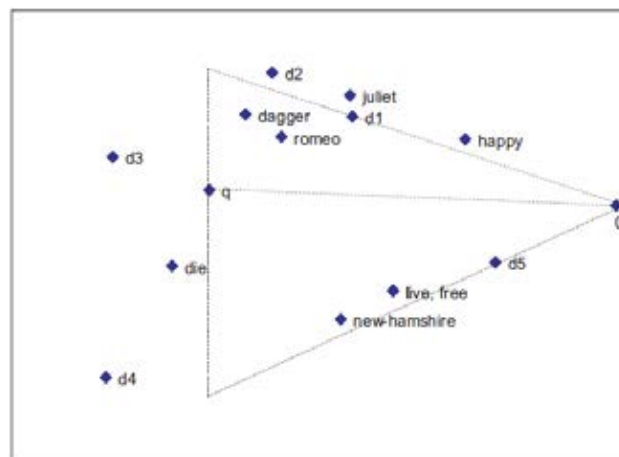 d2
juliet
dagger
d1
romeo
happy
d3
q
die
d5
live, free
new-hamshire
d4